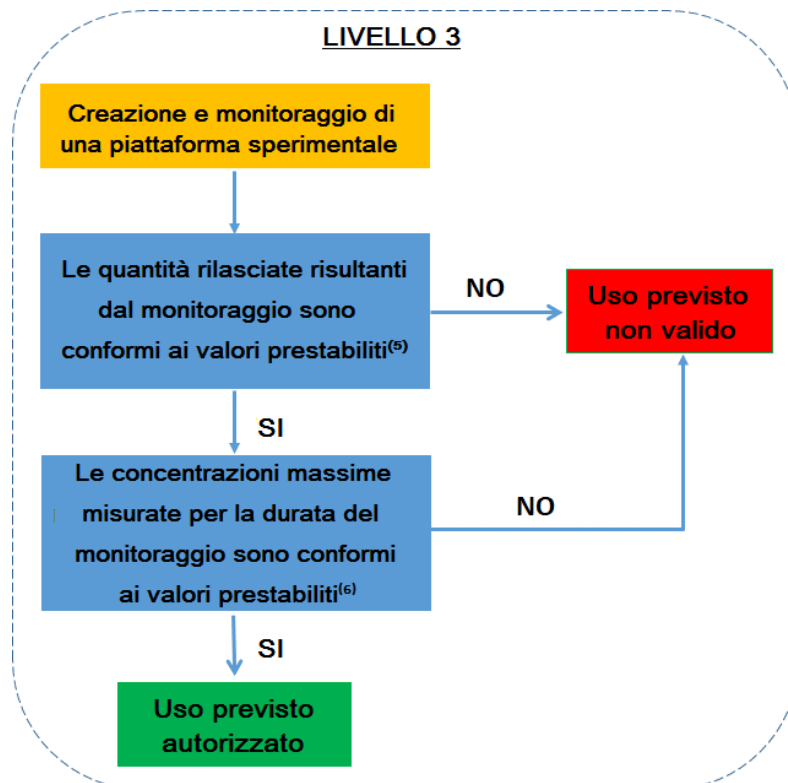 LIVELLO 3
Creazione e monitoraggio di
una piattaforma sperimentale
Le quantità rilasciate risultanti
dal monitoraggio sono
conformi ai valori prestabiliti⁽⁵⁾
NO
Uso previsto
non valido
SI
Le concentrazioni massime
misurate per la durata del
monitoraggio sono conformi
ai valori prestabiliti⁽⁶⁾
NO
SI
Uso previsto
autorizzato